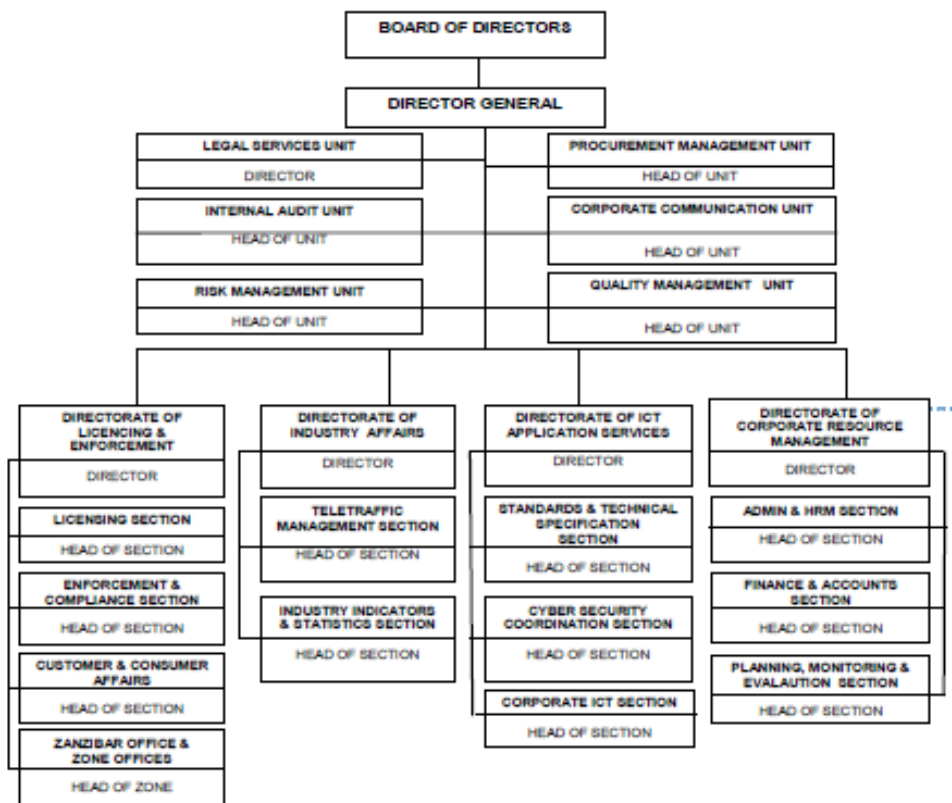 BOARD OF DIRECTORS
DIRECTOR GENERAL
LEGAL SERVICES UNIT
DIRECTOR
PROCUREMENT MANAGEMENT UNIT
HEAD OF UNIT
INTERNAL AUDIT UNIT
HEAD OF UNIT
CORPORATE COMMUNICATION UNIT
HEAD OF UNIT
RISK MANAGEMENT UNIT
HEAD OF UNIT
QUALITY MANAGEMENT UNIT
HEAD OF UNIT
DIRECTORATE OF
LICENCING &
ENFORCEMENT
DIRECTOR
LICENSING SECTION
HEAD OF SECTION
ENFORCEMENT &
COMPLIANCE SECTION
HEAD OF SECTION
CUSTOMER & CONSUMER
AFFAIRS
HEAD OF SECTION
ZANZIBAR OFFICE &
ZONE OFFICES
HEAD OF ZONE
DIRECTORATE OF
INDUSTRY AFFAIRS
DIRECTOR
TELETRAFFIC
MANAGEMENT SECTION
HEAD OF SECTION
INDUSTRY INDICATORS
& STATISTICS SECTION
HEAD OF SECTION
DIRECTORATE OF ICT
APPLICATION SERVICES
DIRECTOR
STANDARDS & TECHNICAL
SPECIFICATION
SECTION
HEAD OF SECTION
CYBER SECURITY
COORDINATION SECTION
HEAD OF SECTION
CORPORATE ICT SECTION
HEAD OF SECTION
DIRECTORATE OF
CORPORATE RESOURCE
MANAGEMENT
DIRECTOR
ADMIN & HRM SECTION
HEAD OF SECTION
FINANCE & ACCOUNTS
SECTION
HEAD OF SECTION
PLANNING, MONITORING &
EVALAUTION SECTION
HEAD OF SECTION